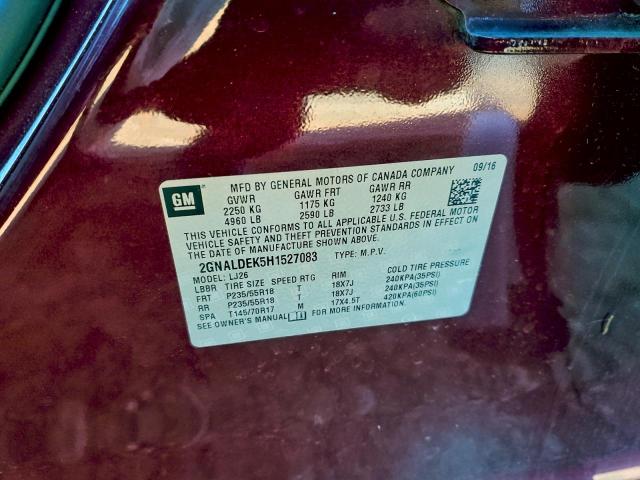 GM
MFD BY GENERAL MOTORS OF CANADA COMPANY 09/16
GVWR GAWR FRT GAWR RR
2250 KG 1175 KG 1240 KG
4960 LB 2590 LB 2733 LB
THIS VEHICLE CONFORMS TO ALL APPLICABLE U.S. FEDERAL MOTOR
VEHICLE SAFETY AND THEFT PREVENTION STANDARDS IN EFFECT ON
THE DATE OF MANUFACTURE SHOWN ABOVE.
2GNALDEK5H1527083 TYPE: M.P.V.
MODEL: LJ26
LBBR TIRE SIZE SPEED RTG RIM COLD TIRE PRESSURE
FRT P235/55R18 T 18X7J 240KPA(35PSI)
RR P235/55R18 T 18X7J 240KPA(35PSI)
SPA T145/70R17 M 17X4.5T 420KPA(60PSI)
SEE OWNER'S MANUAL FOR MORE INFORMATION.